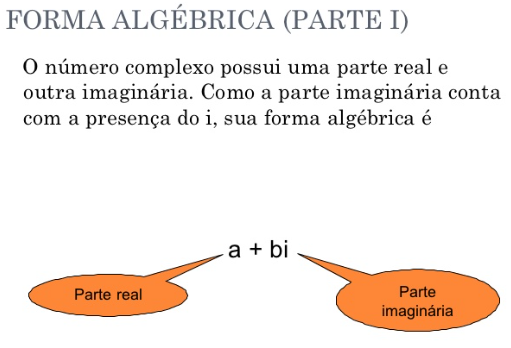 FORMA ALGÉBRICA (PARTE I)
O número complexo possui uma parte real e
outra imaginária. Como a parte imaginária conta
com a presença do i, sua forma algébrica é
a + bi
Parte real
Parte
imaginária